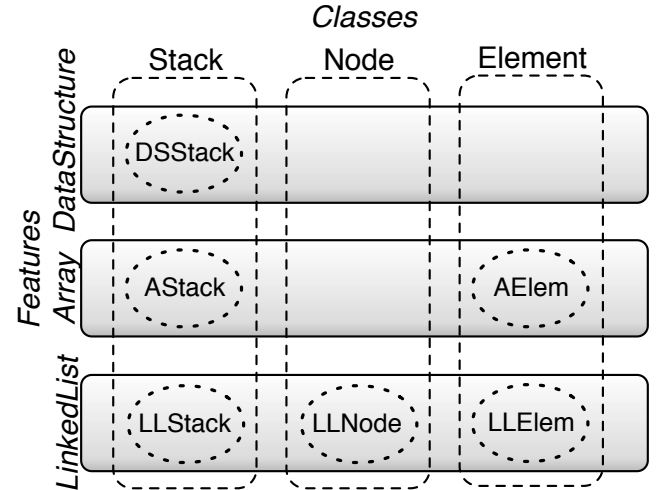 Classes
Stack Node Element
Features
DataStructure
DSStack
Array
AStack AElem
LinkedList
LLStack LLNode LLElem